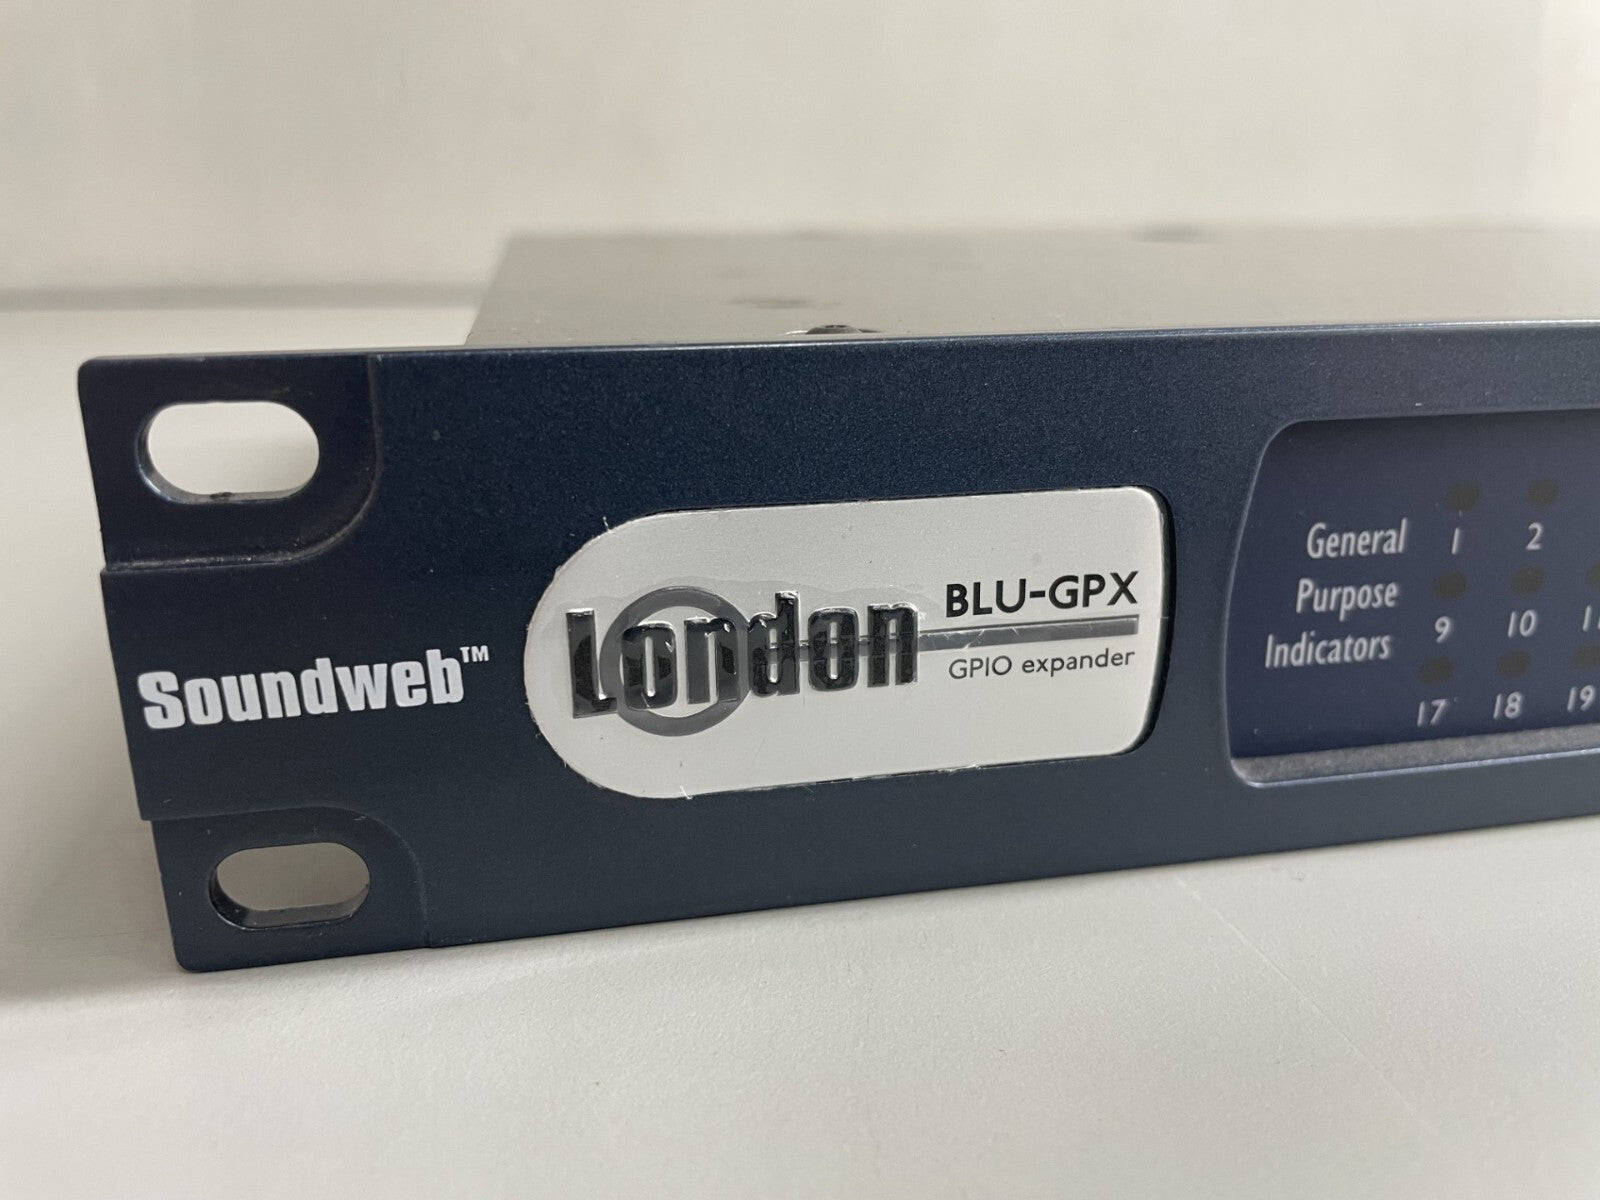 Soundweb™
London
BLU-GPX
GPIO expander
General
Purpose
Indicators
1 2
9 10
17 18 19